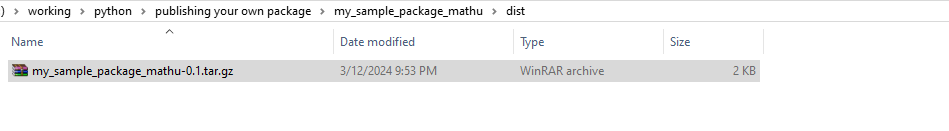 ) > working > python > publishing your own package > my_sample_package_mathu > dist
Name Date modified Type Size
my_sample_package_mathu-0.1.tar.gz 3/12/2024 9:53 PM WinRAR archive 2 KB